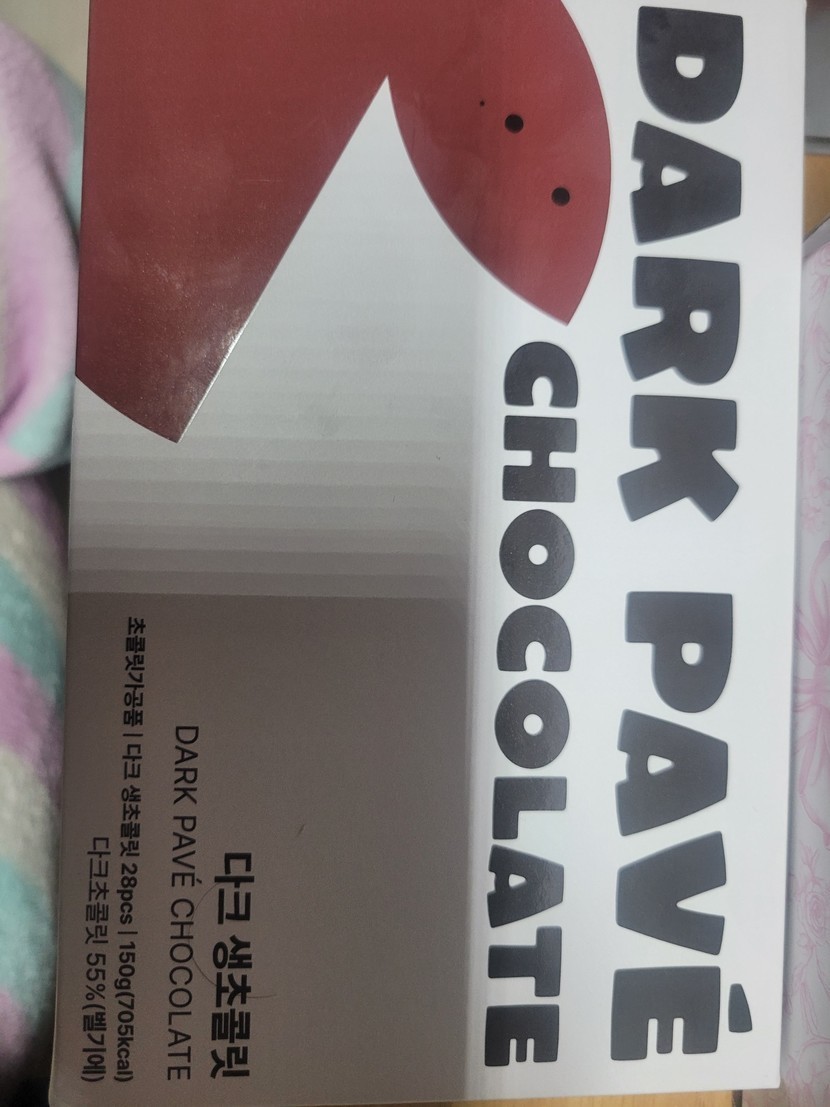 DARK PAVÉ
CHOCOLATE
다크 생초콜릿
DARK PAVÉ CHOCOLATE
초콜릿가공품 | 다크 생초콜릿 28pcs | 150g(705kcal)
다크초콜릿 55%(벨기에)